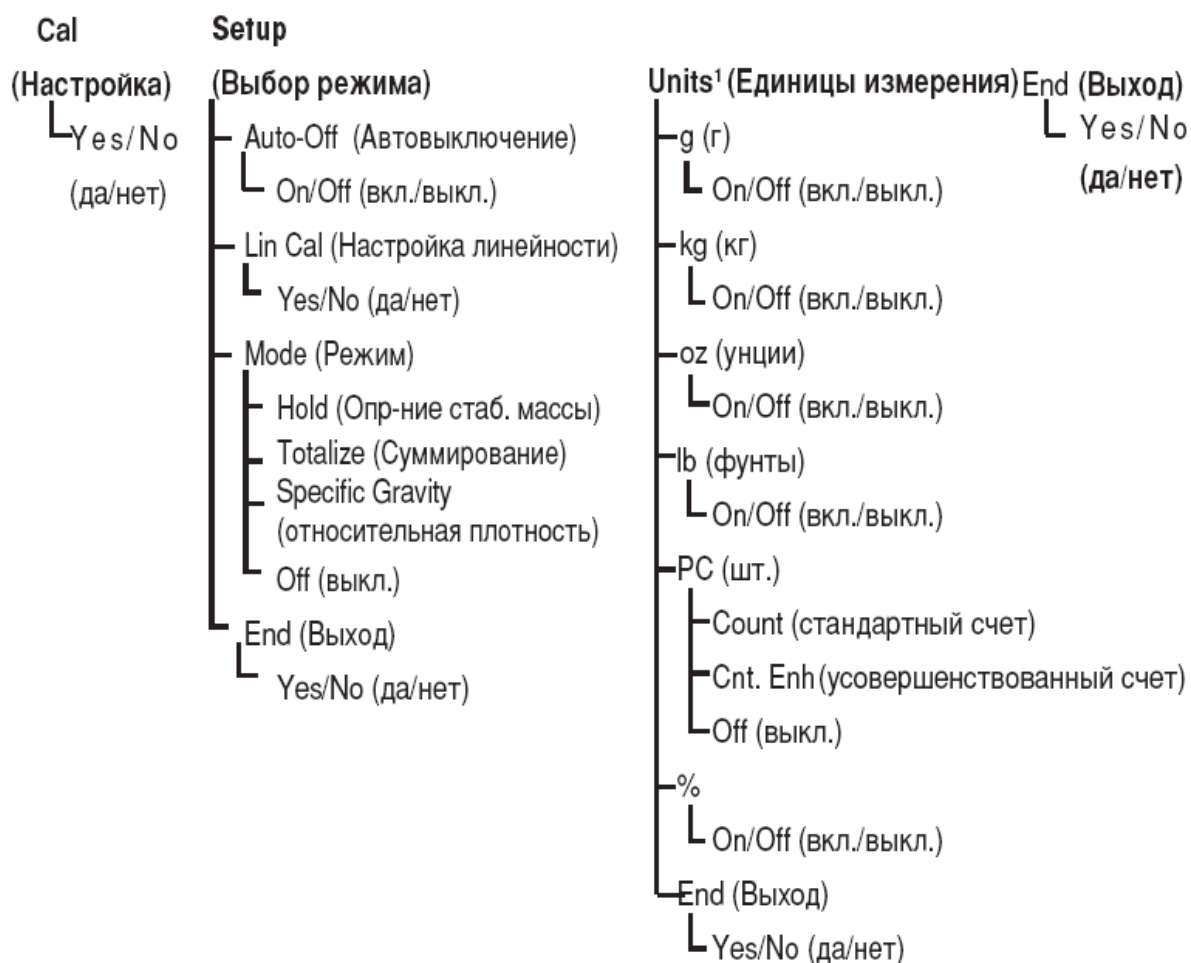 Cal
(Настройка)
Yes/No
(да/нет)
Setup
(Выбор режима)
Auto-Off (Автовыключение)
On/Off (вкл./выкл.)
Lin Cal (Настройка линейности)
Yes/No (да/нет)
Mode (Режим)
Hold (Опр-ние стаб. массы)
Totalize (Суммирование)
Specific Gravity
(относительная плотность)
Off (выкл.)
End (Выход)
Yes/No (да/нет)
Units¹ (Единицы измерения)
g (г)
On/Off (вкл./выкл.)
kg (кг)
On/Off (вкл./выкл.)
oz (унции)
On/Off (вкл./выкл.)
lb (фунты)
On/Off (вкл./выкл.)
PC (шт.)
Count (стандартный счет)
Cnt. Enh (усовершенствованный счет)
Off (выкл.)
%
On/Off (вкл./выкл.)
End (Выход)
Yes/No (да/нет)
End (Выход)
Yes/No
(да/нет)